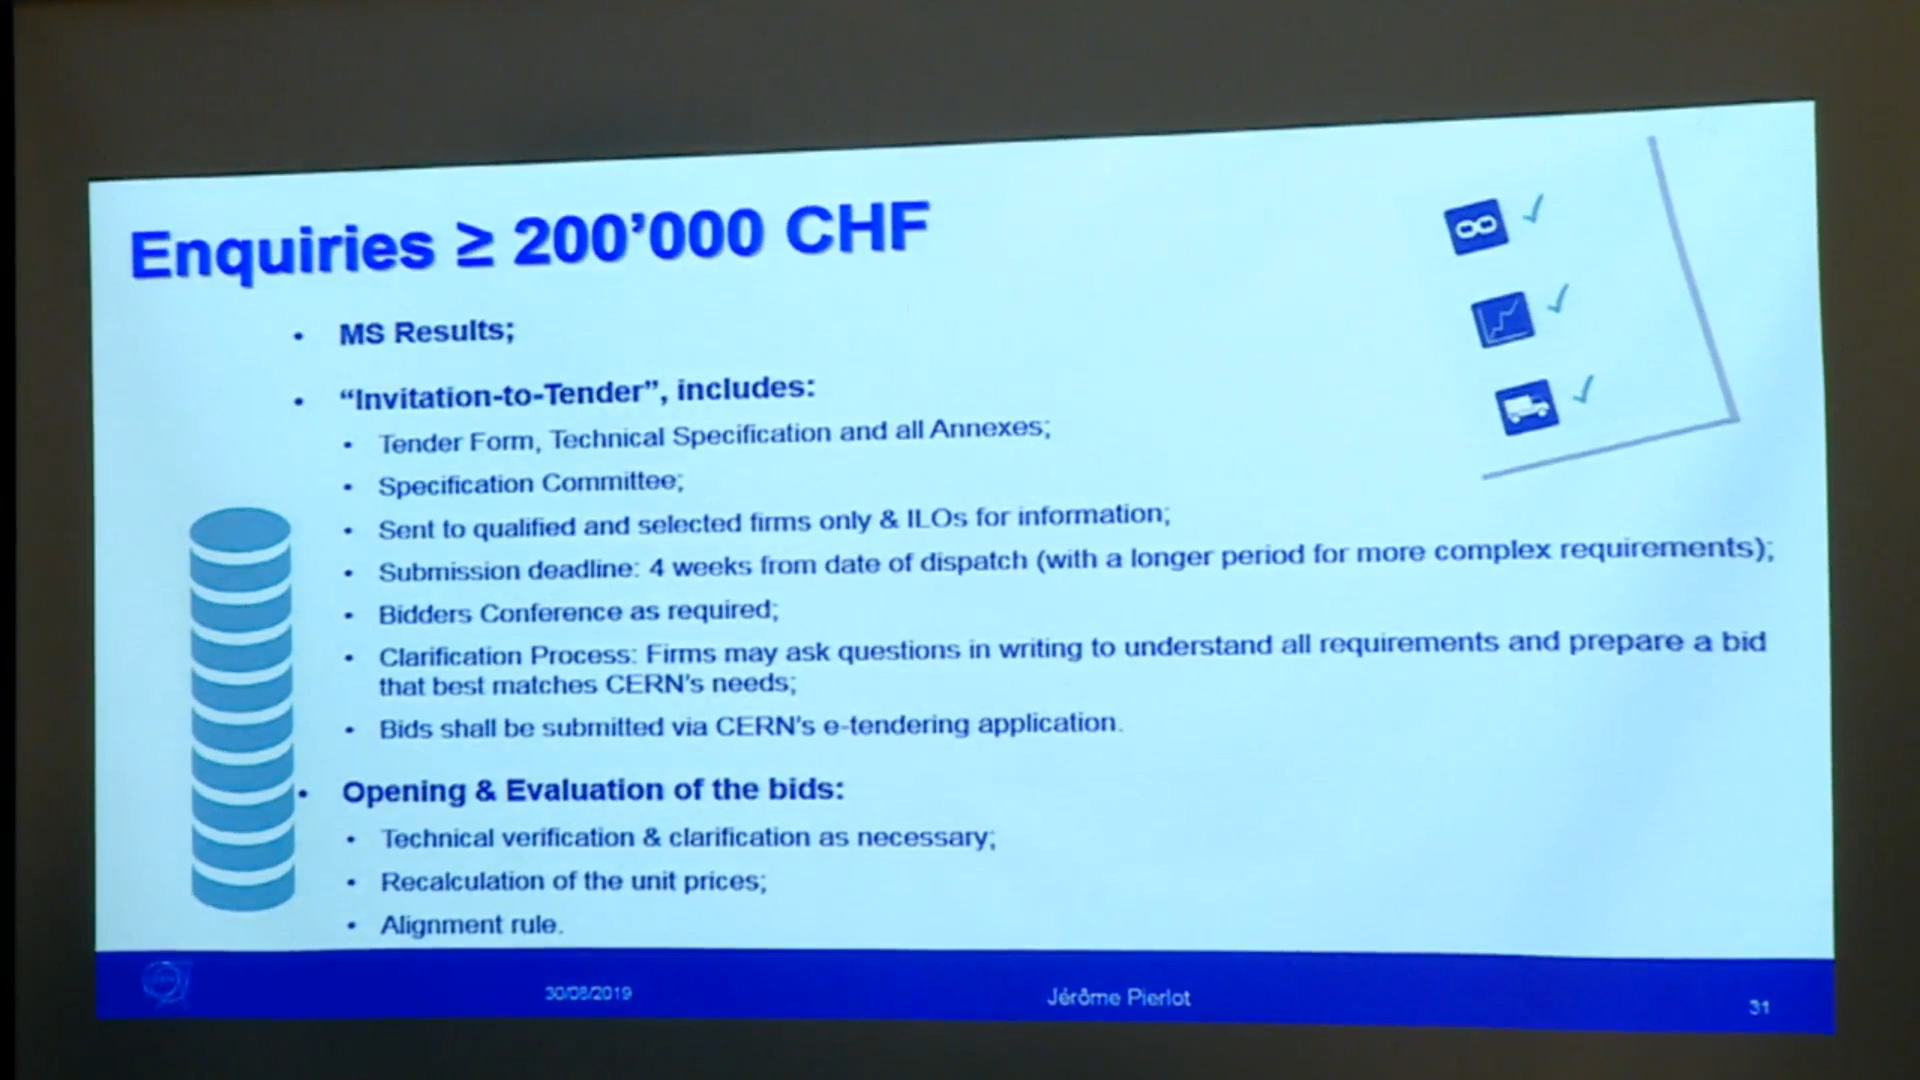 Enquiries ≥ 200’000 CHF
• MS Results;
• “Invitation-to-Tender”, includes:
• Tender Form, Technical Specification and all Annexes;
• Specification Committee;
• Sent to qualified and selected firms only & ILOs for information;
• Submission deadline: 4 weeks from date of dispatch (with a longer period for more complex requirements);
• Bidders Conference as required;
• Clarification Process: Firms may ask questions in writing to understand all requirements and prepare a bid
that best matches CERN’s needs;
• Bids shall be submitted via CERN’s e-tendering application.
• Opening & Evaluation of the bids:
• Technical verification & clarification as necessary;
• Recalculation of the unit prices;
• Alignment rule.
30/08/2019
Jérôme Pierlot
31